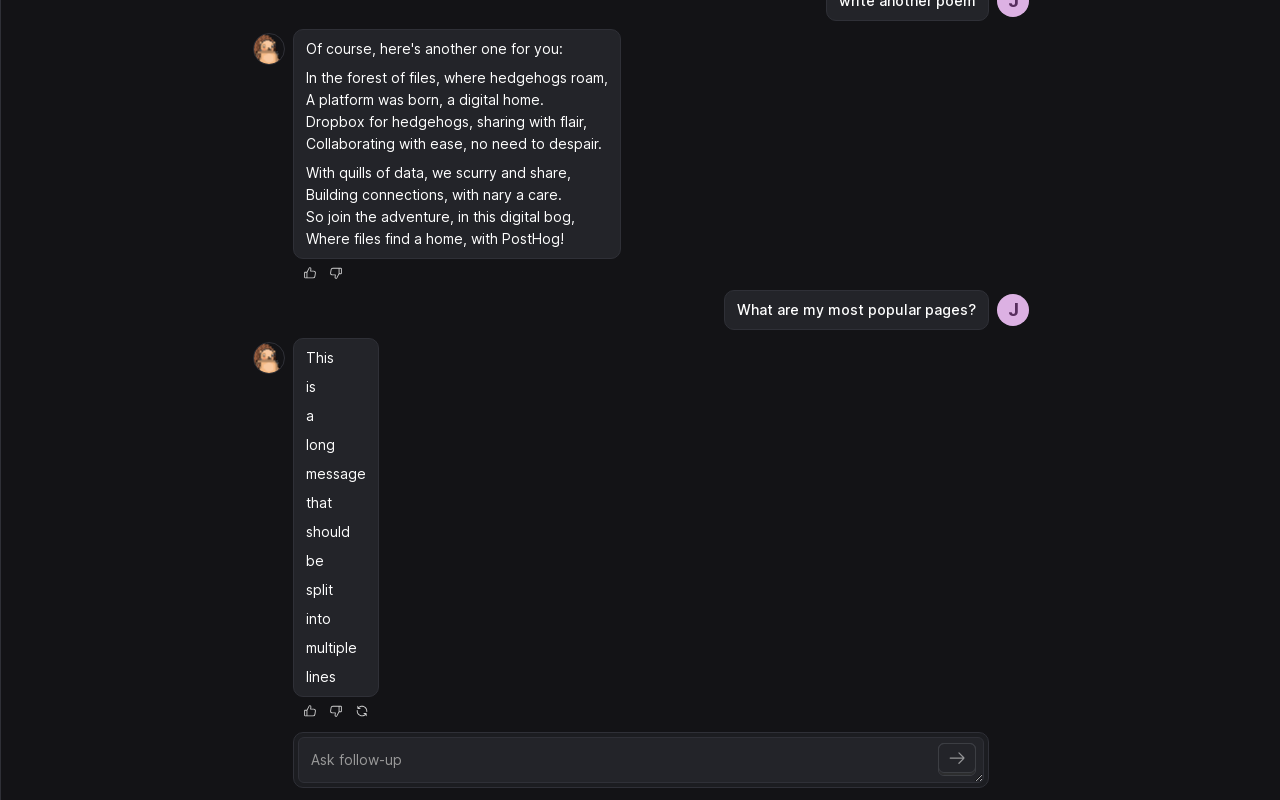 write another poem
J
Of course, here's another one for you:
In the forest of files, where hedgehogs roam,
A platform was born, a digital home.
Dropbox for hedgehogs, sharing with flair,
Collaborating with ease, no need to despair.
With quills of data, we scurry and share,
Building connections, with nary a care.
So join the adventure, in this digital bog,
Where files find a home, with PostHog!
What are my most popular pages?
J
This
is
a
long
message
that
should
be
split
into
multiple
lines
Ask follow-up